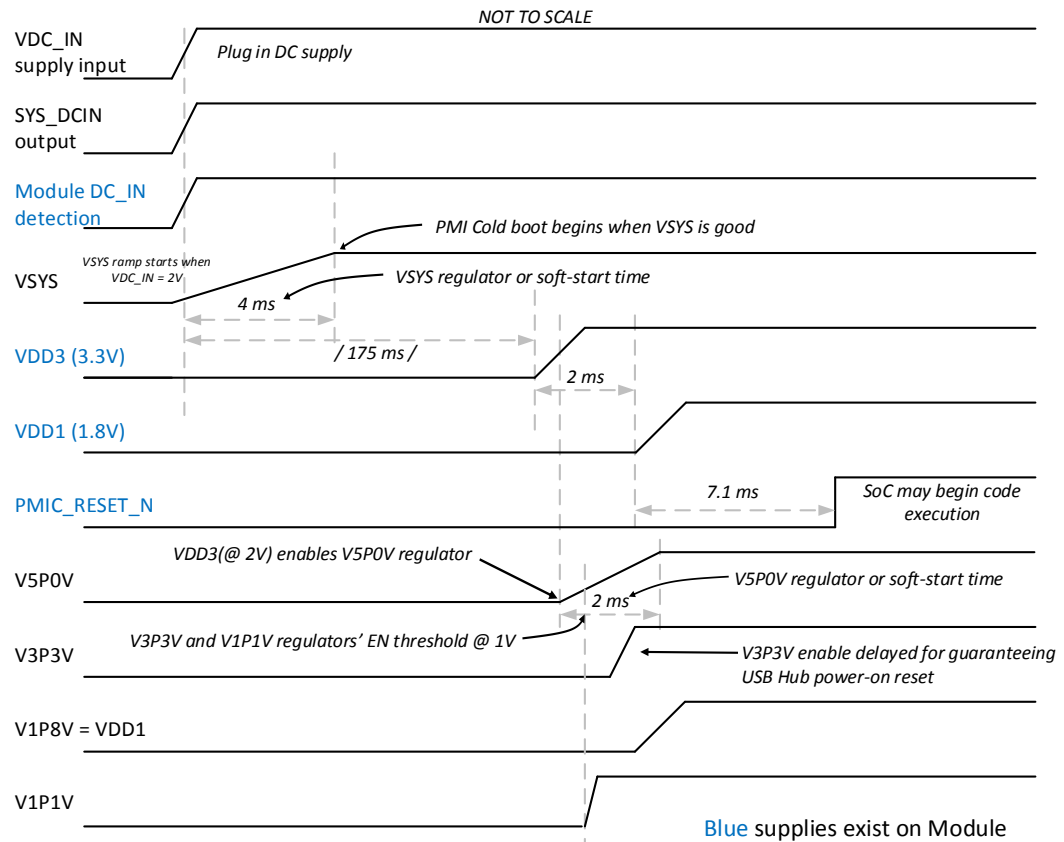 NOT TO SCALE
VDC_IN
supply input
Plug in DC supply
SYS_DCIN
output
Module DC_IN
detection
PMI Cold boot begins when VSYS is good
VSYS ramp starts when
VDC_IN = 2V
VSYS
VSYS regulator or soft-start time
4 ms
/ 175 ms /
VDD3 (3.3V)
2 ms
VDD1 (1.8V)
7.1 ms
SoC may begin code
execution
PMIC_RESET_N
VDD3(@ 2V) enables V5P0V regulator
V5P0V
V5P0V regulator or soft-start time
2 ms
V3P3V and V1P1V regulators’ EN threshold @ 1V
V3P3V
V3P3V enable delayed for guaranteeing
USB Hub power-on reset
V1P8V = VDD1
V1P1V
Blue supplies exist on Module